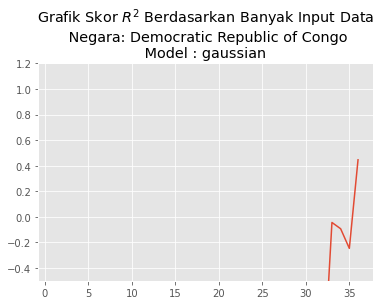 Grafik Skor R² Berdasarkan Banyak Input Data
Negara: Democratic Republic of Congo
Model : gaussian
1.2
1.0
0.8
0.6
0.4
0.2
0.0
−0.2
−0.4
0 5 10 15 20 25 30 35